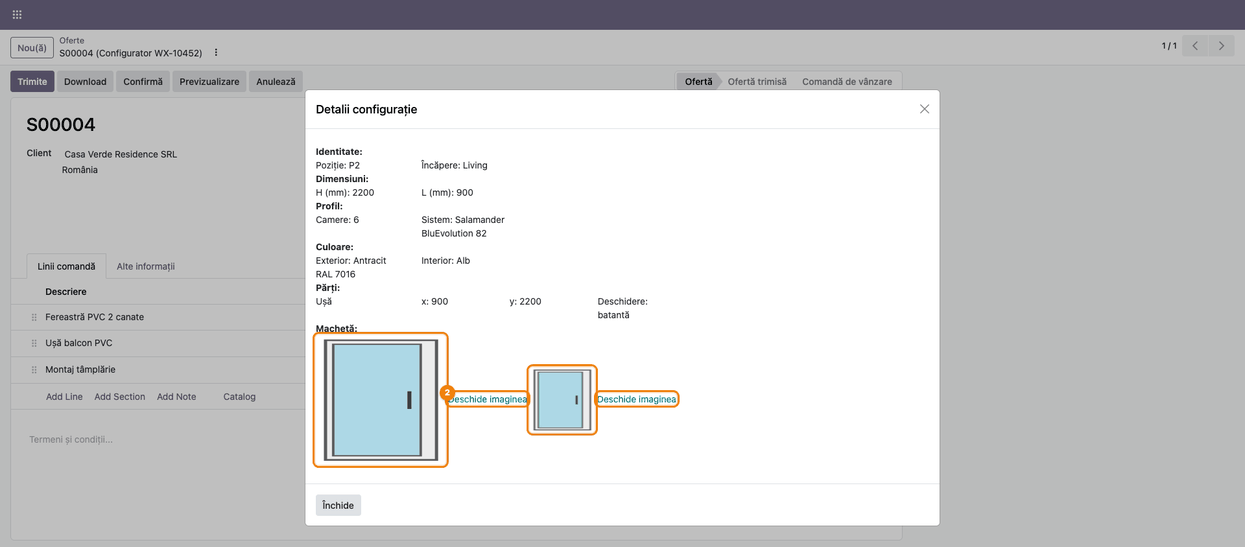 Nou(ă)
Oferte
S00004 (Configurator WX-10452)
1 / 1
Trimite
Download
Confirmă
Previzualizare
Anulează
Ofertă
Ofertă trimisă
Comandă de vânzare
S00004
Client
Casa Verde Residence SRL
România
Linii comandă
Alte informații
Descriere
Fereastră PVC 2 canate
Ușă balcon PVC
Montaj tâmplărie
Add Line
Add Section
Add Note
Catalog
Termeni și condiții...
Detalii configurație
Identitate:
Poziție: P2
Încăpere: Living
Dimensiuni:
H (mm): 2200
L (mm): 900
Profil:
Camere: 6
Sistem: Salamander
BluEvolution 82
Culoare:
Exterior: Antracit
RAL 7016
Interior: Alb
Părți:
Ușă
x: 900
y: 2200
Deschidere:
batantă
Machetă:
2
Deschide imaginea
Deschide imaginea
Închide